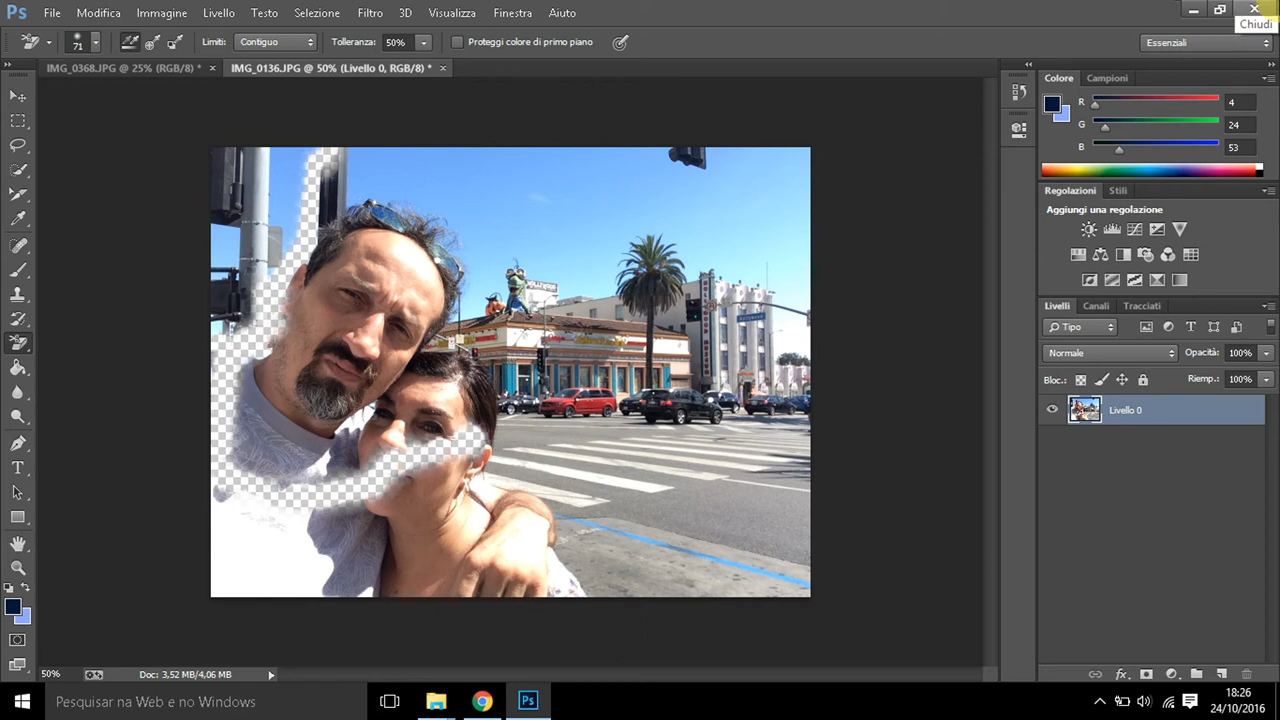 Ps File Modifica Immagine Livello Testo Selezione Filtro 3D Visualizza Finestra Aiuto
Chiudi
71 Limiti: Contiguo Tolleranza: 50% Proteggi colore di primo piano Essenziali
IMG_0368.JPG @ 25% (RGB/8) * × IMG_0136.JPG @ 50% (Livello 0, RGB/8) * ×
Colore Campioni
R 4
G 24
B 53
Regolazioni Stili
Aggiungi una regolazione
HOLLYWOOD
HOLLYWOOD MUSEUM
Livelli Canali Tracciati
Tipo
Normale Opacità: 100%
Bloc.: Riemp.: 100%
Livello 0
50% Doc: 3,52 MB/4,06 MB
Pesquisar na Web e no Windows
Ps
18:26
24/10/2016